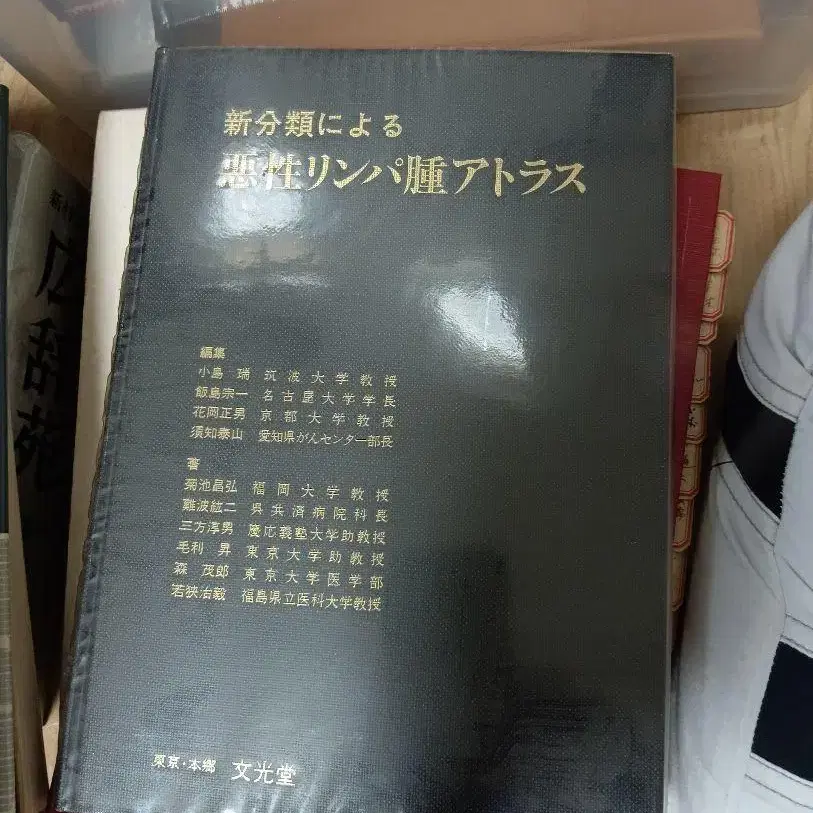 新分類による
悪性リンパ腫アトラス
編集
小島 瑞 筑波大学教授
飯島宗一 名古屋大学学長
花岡正男 京都大学教授
須知泰山 愛知県がんセンター部長
著
菊池昌弘 福岡大学教授
難波紘二 呉共済病院科長
三方淳男 慶応義塾大学助教授
毛利 昇 東京大学助教授
森 茂郎 東京大学医学部
若狭治毅 福島県立医科大学教授
東京・本郷 文光堂
広辞苑